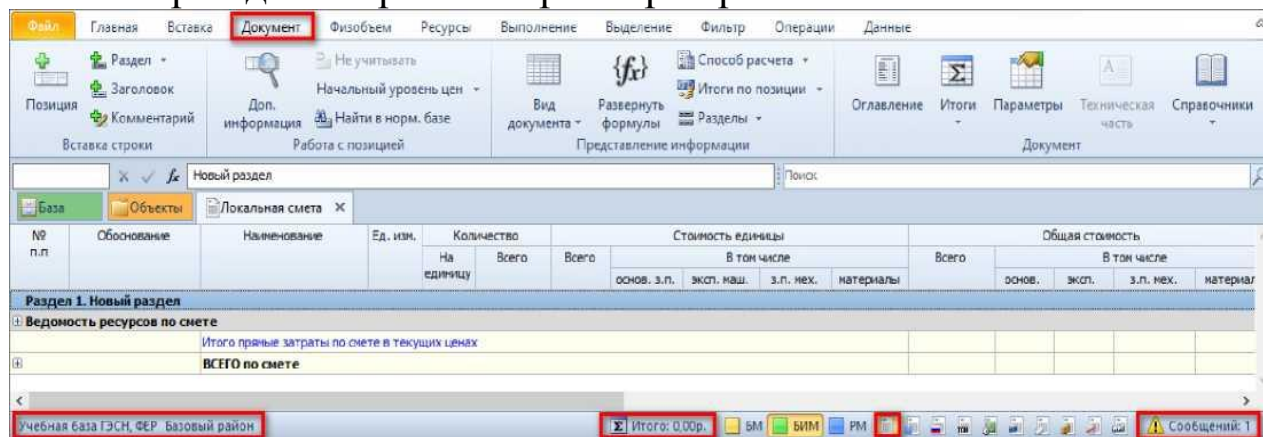 Файл Главная Вставка Документ Физобъем Ресурсы Выполнение Выделение Фильтр Операции Данные
Позиция
Раздел
Заголовок
Комментарий
Вставка строки
Доп. информация
Не учитывать
Начальный уровень цен
Найти в норм. базе
Работа с позицией
Вид документа
Развернуть формулы
Способ расчета
Итоги по позиции
Разделы
Представление информации
Оглавление
Итоги
Параметры
Техническая часть
Справочники
Документ
fx Новый раздел Поиск
База Объекты Локальная смета
№ п.п Обоснование Наименование Ед. изм. Количество Стоимость единицы Общая стоимость
На единицу Всего Всего В том числе Всего В том числе
основ. з.п. эксп. маш. з.п. мех. материалы основ. эксп. з.п. мех. материал
Раздел 1. Новый раздел
Ведомость ресурсов по смете
Итого прямые затраты по смете в текущих ценах
ВСЕГО по смете
Учебная база ГЭСН, ФЕР Базовый район Σ Итого: 0,00р. БМ БИМ РМ Сообщений: 1